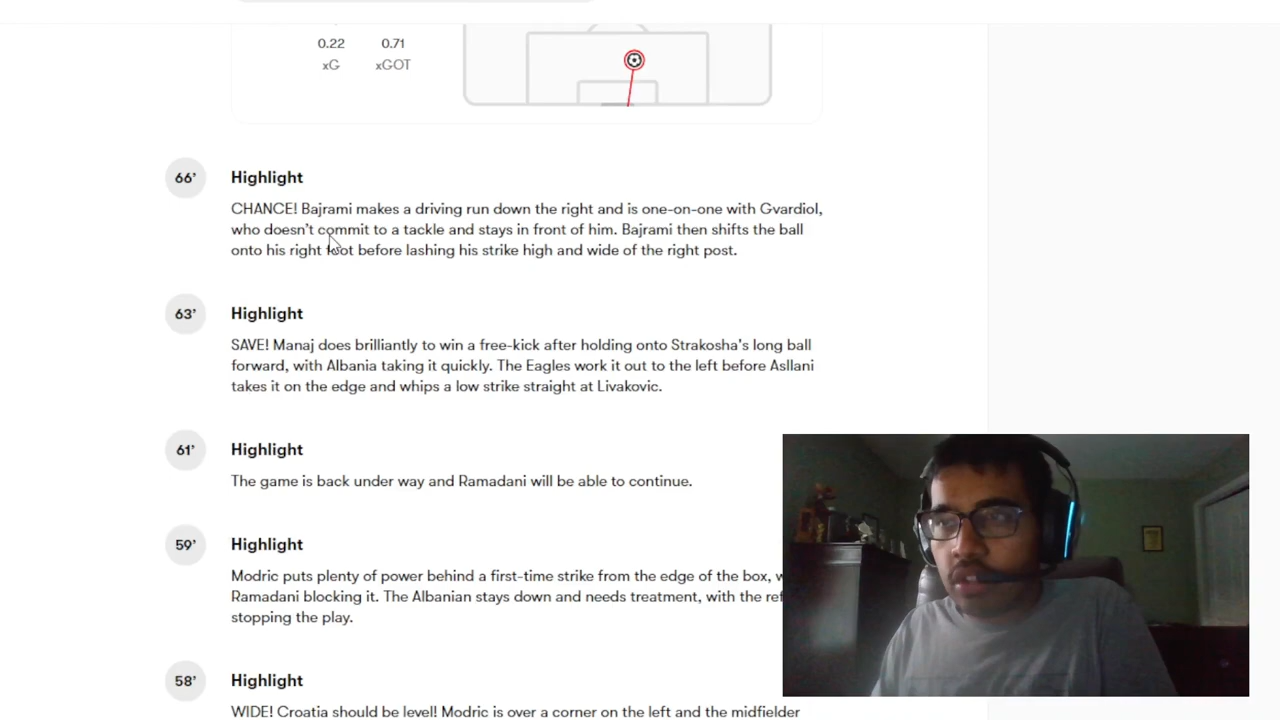 0.22 0.71
xG xGOT
66’ Highlight
CHANCE! Bajrami makes a driving run down the right and is one-on-one with Gvardiol,
who doesn’t commit to a tackle and stays in front of him. Bajrami then shifts the ball
onto his right foot before lashing his strike high and wide of the right post.
63’ Highlight
SAVE! Manaj does brilliantly to win a free-kick after holding onto Strakosha’s long ball
forward, with Albania taking it quickly. The Eagles work it out to the left before Asllani
takes it on the edge and whips a low strike straight at Livakovic.
61’ Highlight
The game is back under way and Ramadani will be able to continue.
59’ Highlight
Modric puts plenty of power behind a first-time strike from the edge of the box,
Ramadani blocking it. The Albanian stays down and needs treatment, with the
stopping the play.
58’ Highlight
WIDE! Croatia should be level! Modric is over a corner on the left and the midfielder